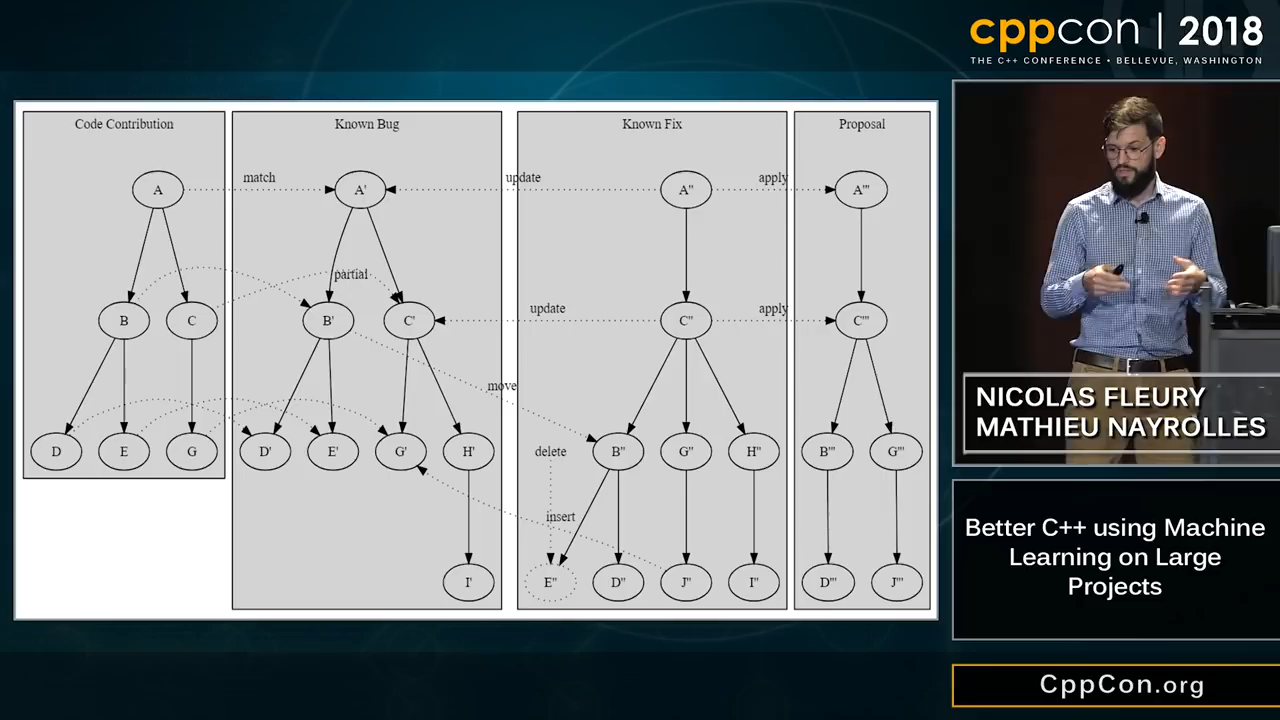 cppcon | 2018
THE C++ CONFERENCE • BELLEVUE, WASHINGTON
Code Contribution
Known Bug
Known Fix
Proposal
A
match
A'
update
A''
apply
A'''
partial
B
C
B'
C'
update
C''
apply
C'''
move
D
E
G
D'
E'
G'
H'
delete
B''
G''
H''
B'''
G'''
insert
I'
E''
D''
J''
I''
D'''
J'''
NICOLAS FLEURY
MATHIEU NAYROLLES
Better C++ using Machine
Learning on Large
Projects
CppCon.org